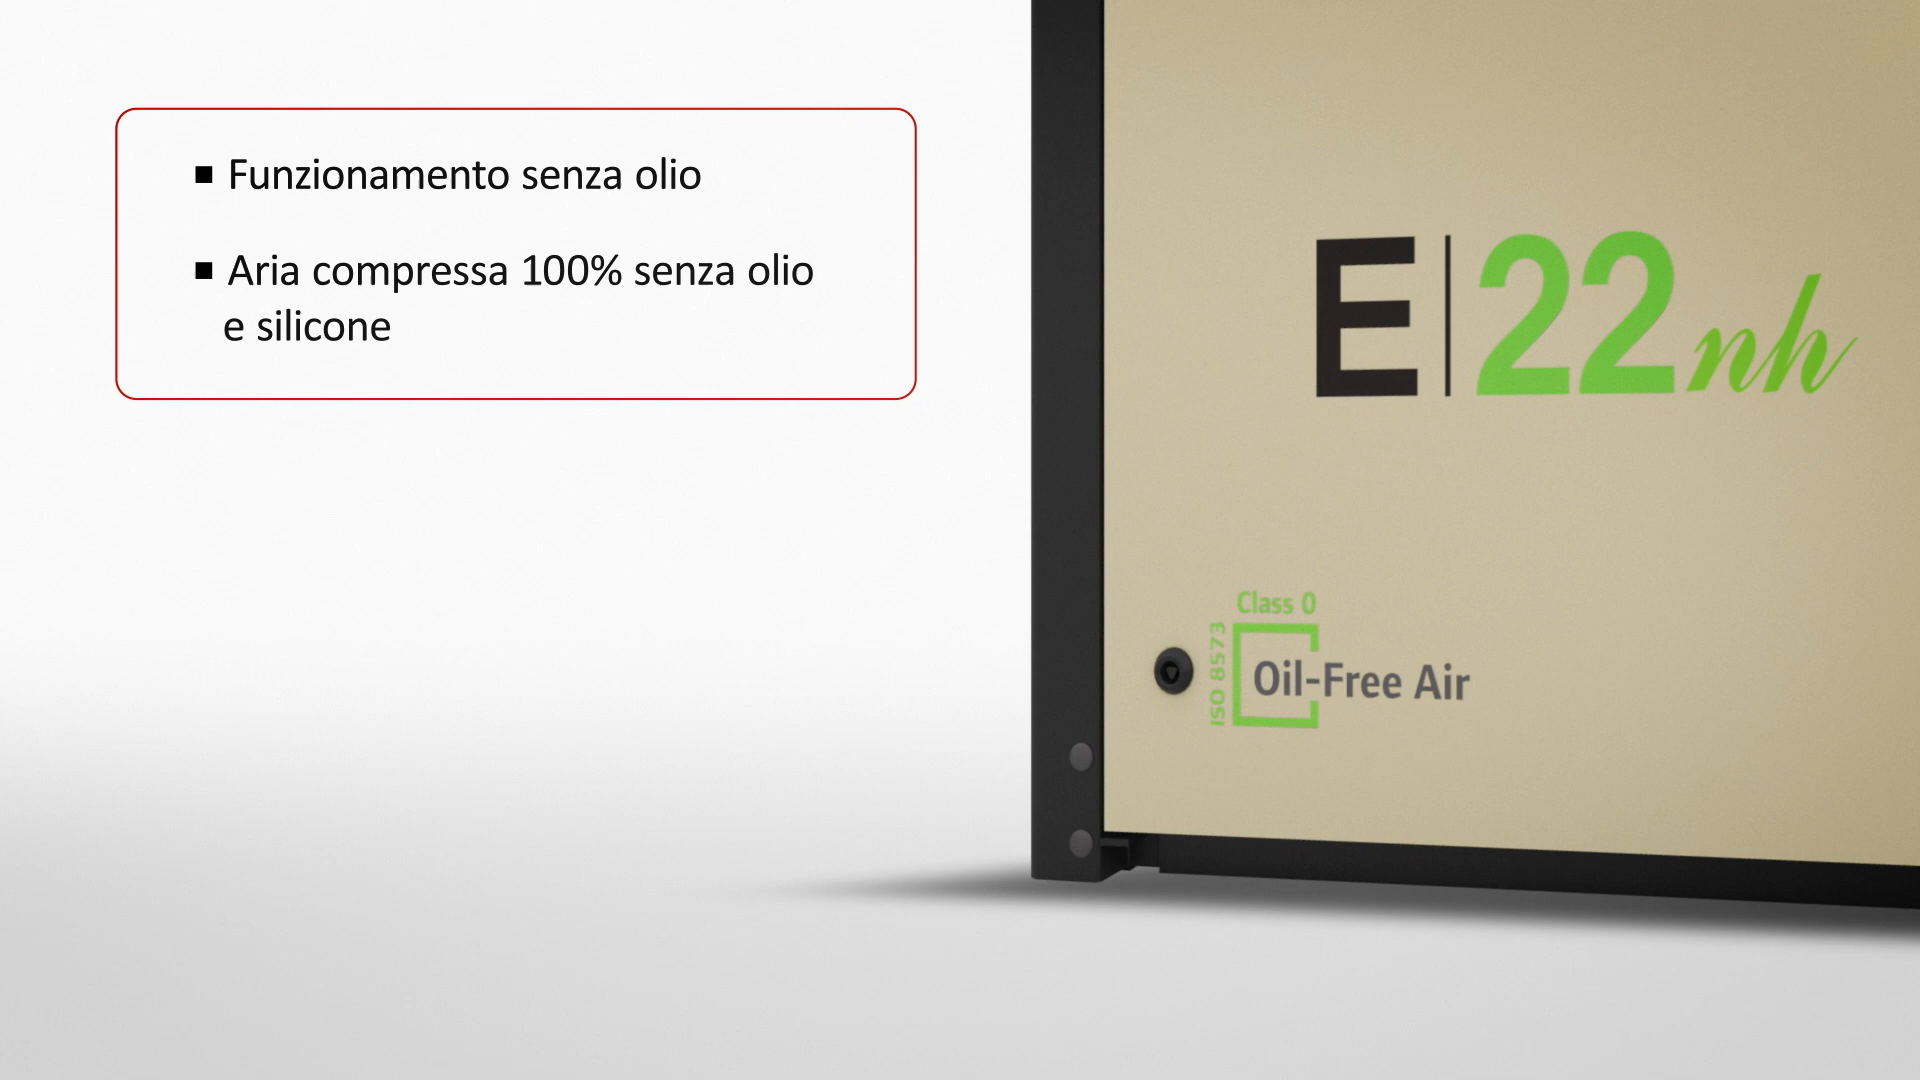 ■ Funzionamento senza olio
■ Aria compressa 100% senza olio
e silicone
E|22nh
Class 0
ISO 8573
Oil-Free Air